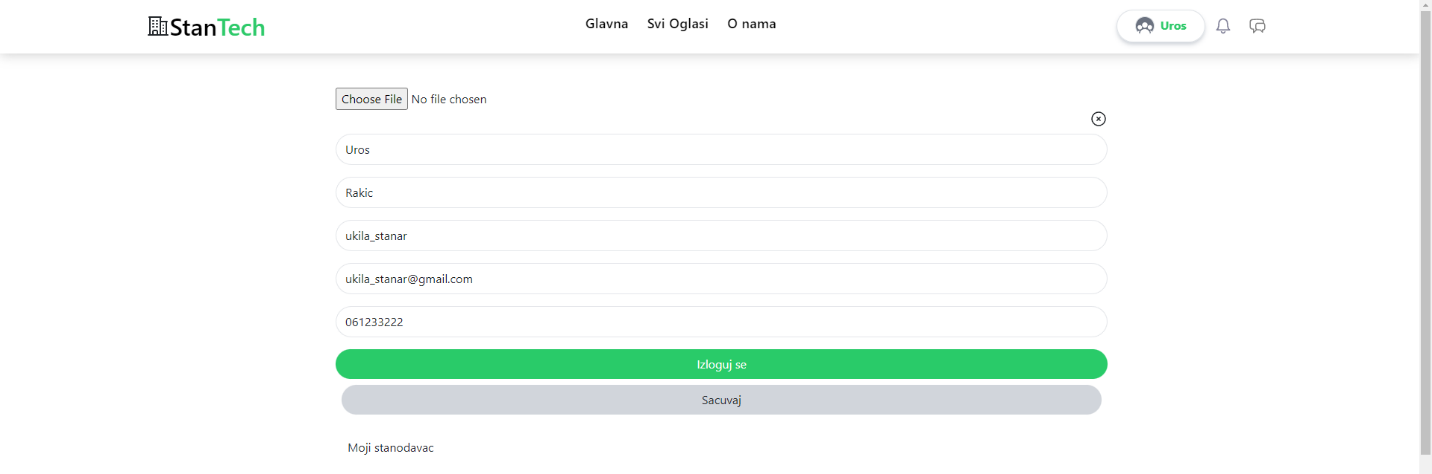 StanTech
Glavna Svi Oglasi O nama
Uros
Choose File No file chosen
Uros
Rakic
ukila_stanar
ukila_stanar@gmail.com
061233222
Izloguj se
Sacuvaj
Moji stanodavac